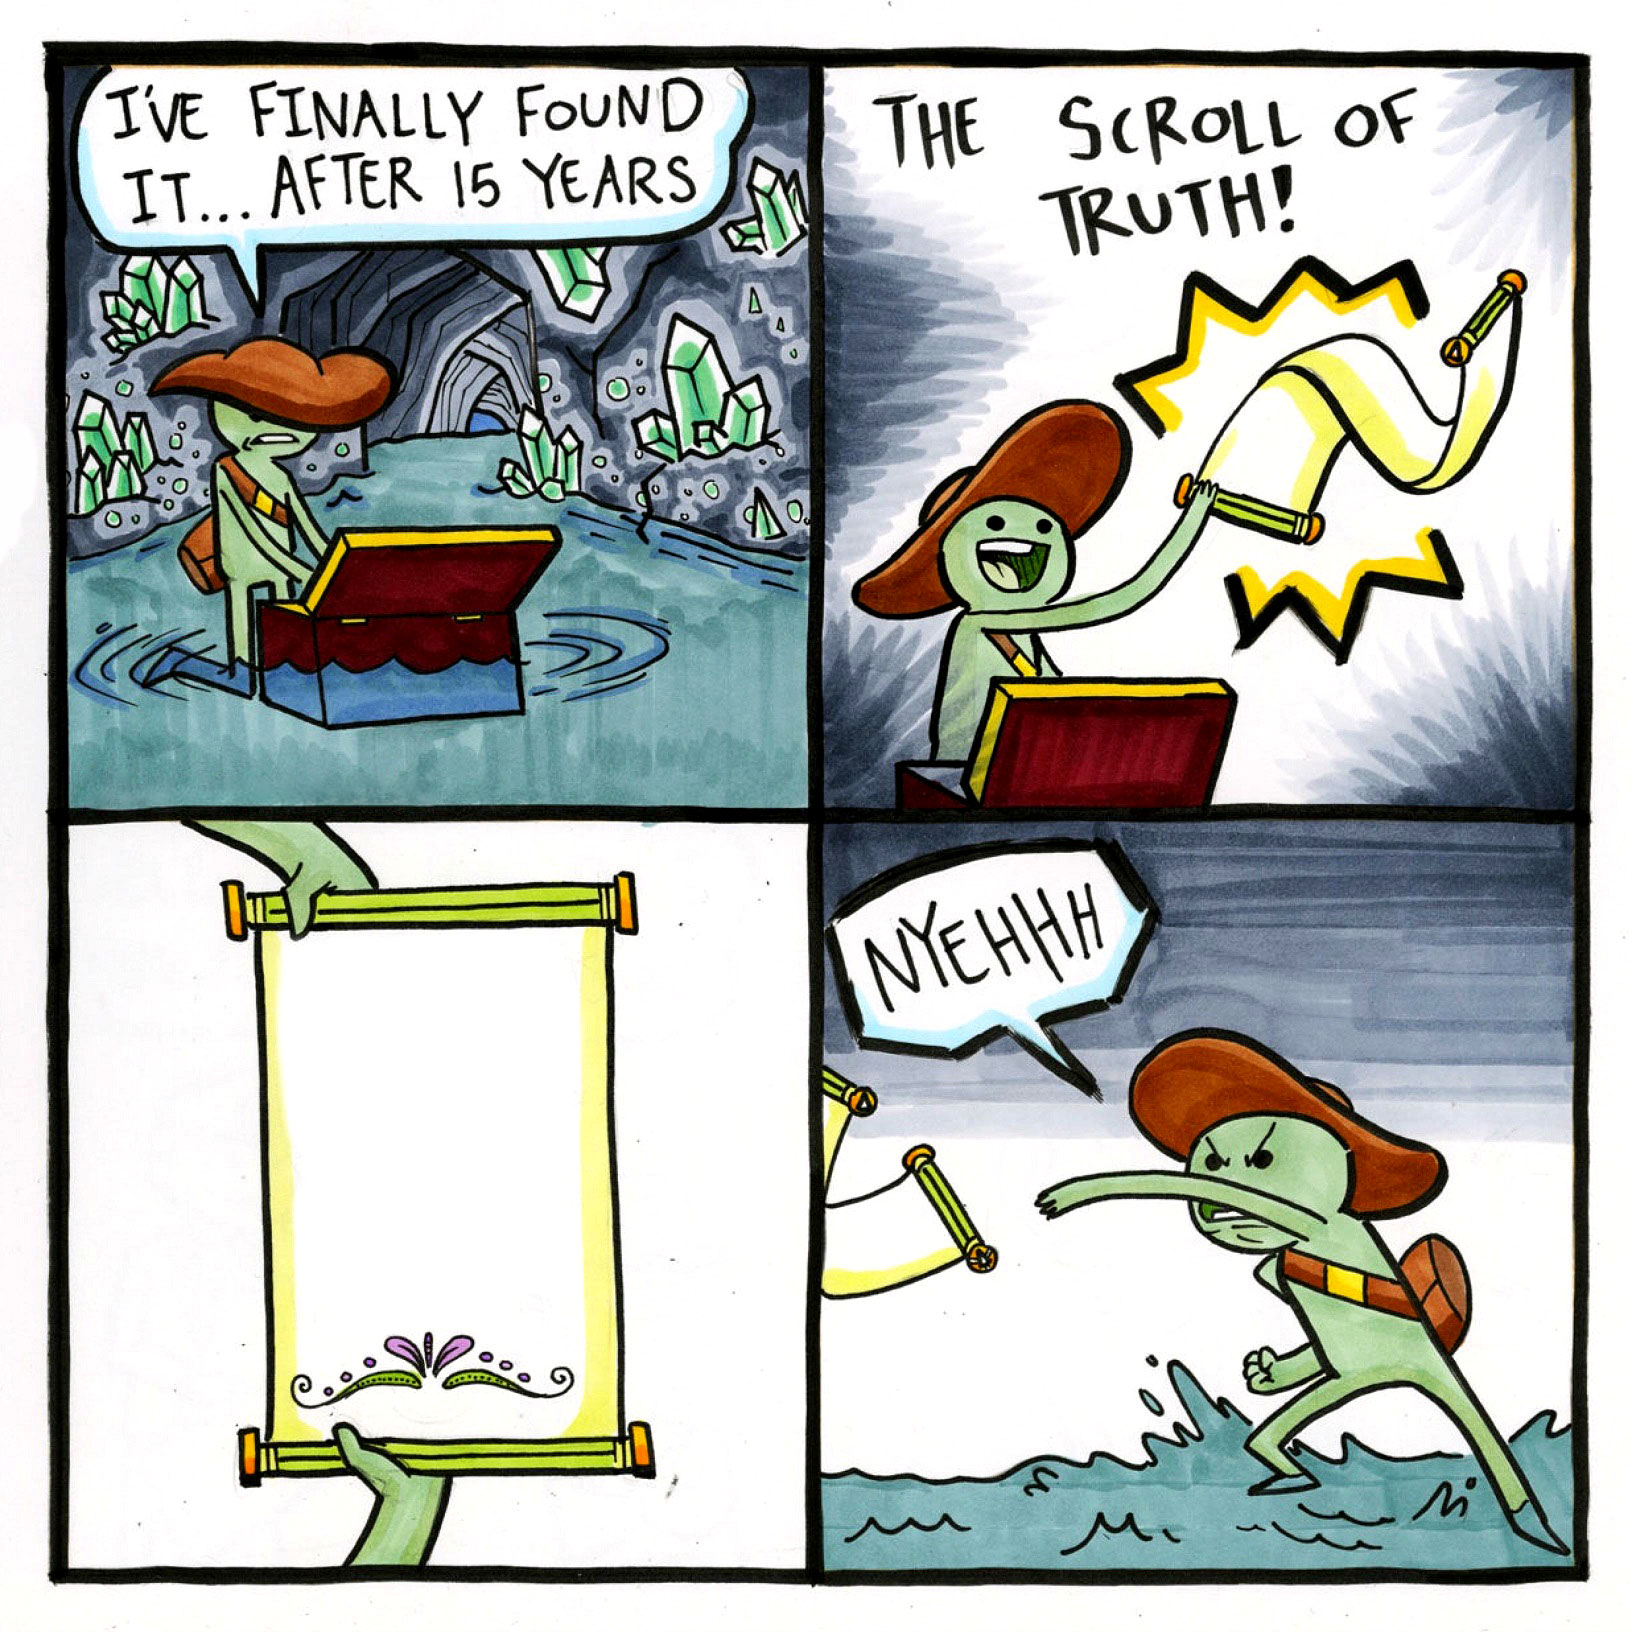 I'VE FINALLY FOUND
IT... AFTER 15 YEARS
THE SCROLL OF
TRUTH!
NYEHHH